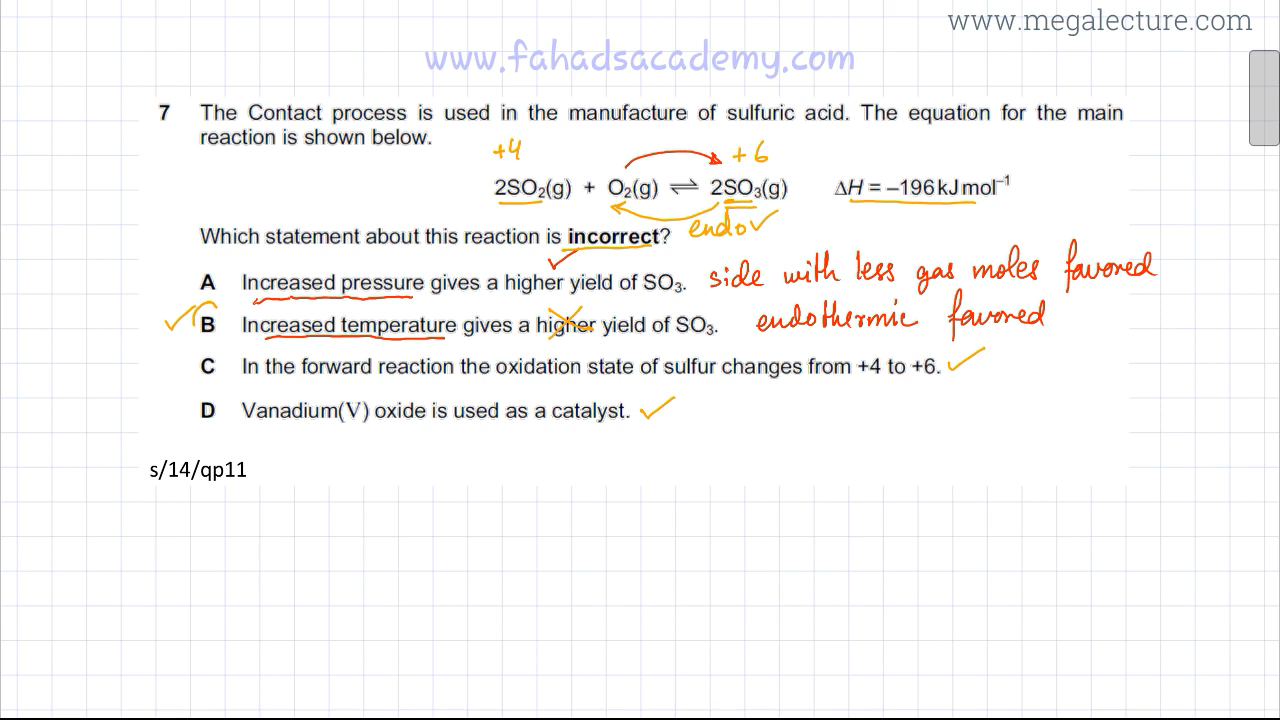 www.megalecture.com
www.fahadsacademy.com
7 The Contact process is used in the manufacture of sulfuric acid. The equation for the main
reaction is shown below.
+4 +6
2SO₂(g) + O₂(g) ⇌ 2SO₃(g) ΔH = –196 kJ mol⁻¹
endo ✓
Which statement about this reaction is incorrect?
A Increased pressure gives a higher yield of SO₃. side with less gas moles favored
B Increased temperature gives a higher yield of SO₃. endothermic favored
C In the forward reaction the oxidation state of sulfur changes from +4 to +6.
D Vanadium(V) oxide is used as a catalyst.
s/14/qp11